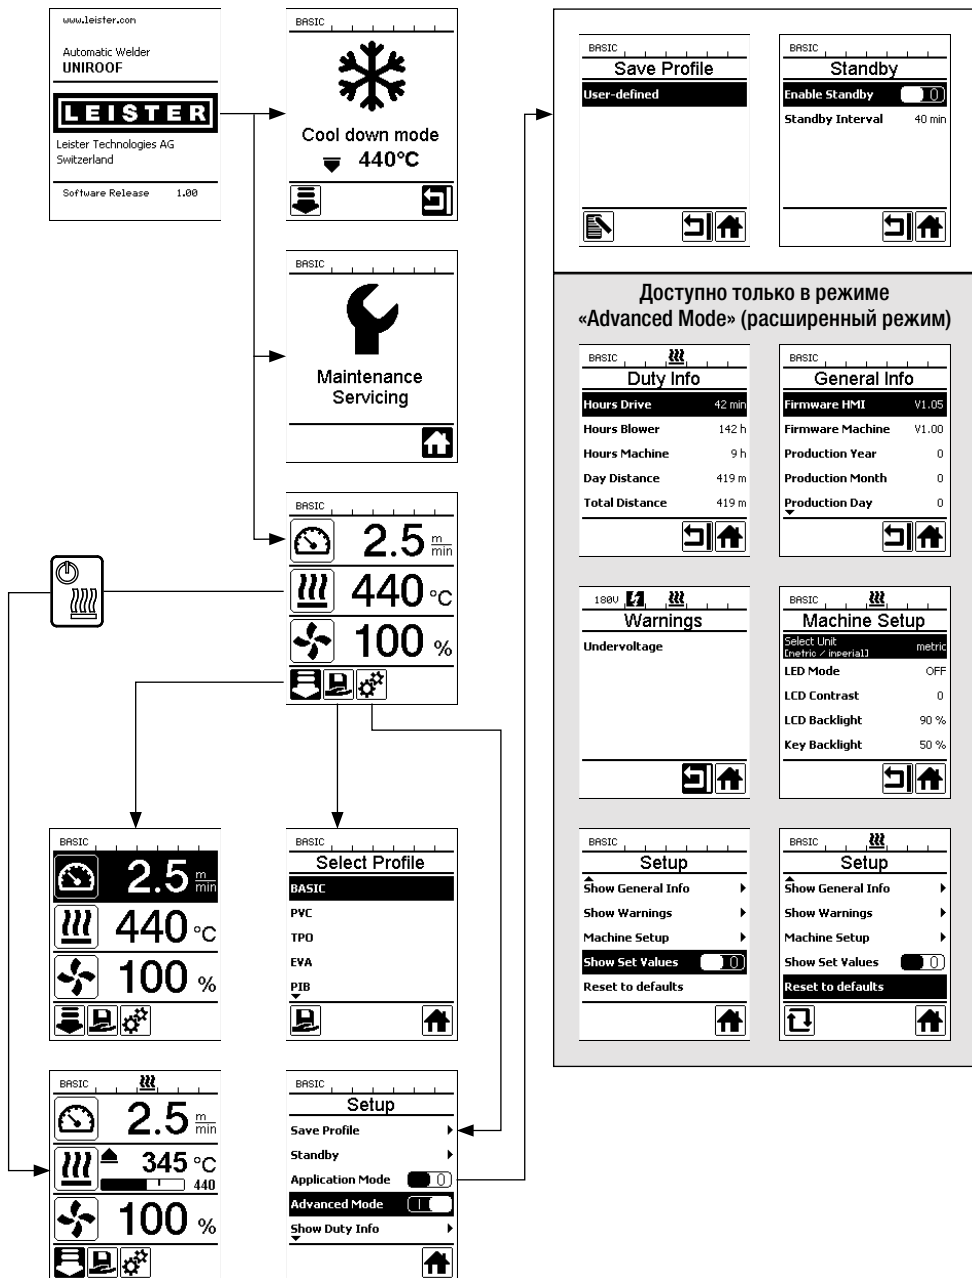 www.leister.com
Automatic Welder
UNIROOF
LEISTER
Leister Technologies AG
Switzerland
Software Release 1.00
BASIC
Cool down mode
440°C
BASIC
Maintenance
Servicing
BASIC
2.5 m/min
440 °C
100 %
BASIC
2.5 m/min
440 °C
100 %
BASIC
Select Profile
BASIC
PVC
TPO
EVA
PIB
BASIC
2.5 m/min
345 °C
440
100 %
BASIC
Setup
Save Profile
Standby
Application Mode 0
Advanced Mode I
Show Duty Info
BASIC
Save Profile
User-defined
BASIC
Standby
Enable Standby 0
Standby Interval 40 min
Доступно только в режиме
«Advanced Mode» (расширенный режим)
BASIC
Duty Info
Hours Drive 42 min
Hours Blower 142 h
Hours Machine 9 h
Day Distance 419 m
Total Distance 419 m
BASIC
General Info
Firmware HMI V1.05
Firmware Machine V1.00
Production Year 0
Production Month 0
Production Day 0
180V
Warnings
Undervoltage
BASIC
Machine Setup
Select Unit
[metric / imperial] metric
LED Mode OFF
LCD Contrast 0
LCD Backlight 90 %
Key Backlight 50 %
BASIC
Setup
Show General Info
Show Warnings
Machine Setup
Show Set Values 0
Reset to defaults
BASIC
Setup
Show General Info
Show Warnings
Machine Setup
Show Set Values 0
Reset to defaults